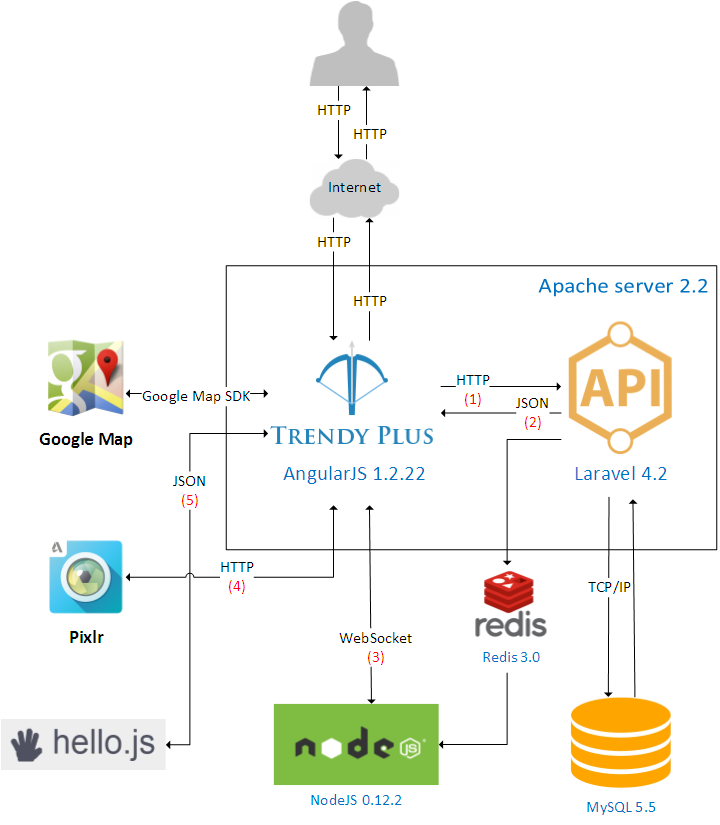 HTTP
HTTP
Internet
HTTP
HTTP
Apache server 2.2
API
Google Map SDK
HTTP
(1)
JSON
(2)
Google Map
TRENDY PLUS
AngularJS 1.2.22
Laravel 4.2
JSON
(5)
A
HTTP
(4)
TCP/IP
Pixlr
redis
WebSocket
(3)
Redis 3.0
hello.js
node
JS
NodeJS 0.12.2
MySQL 5.5